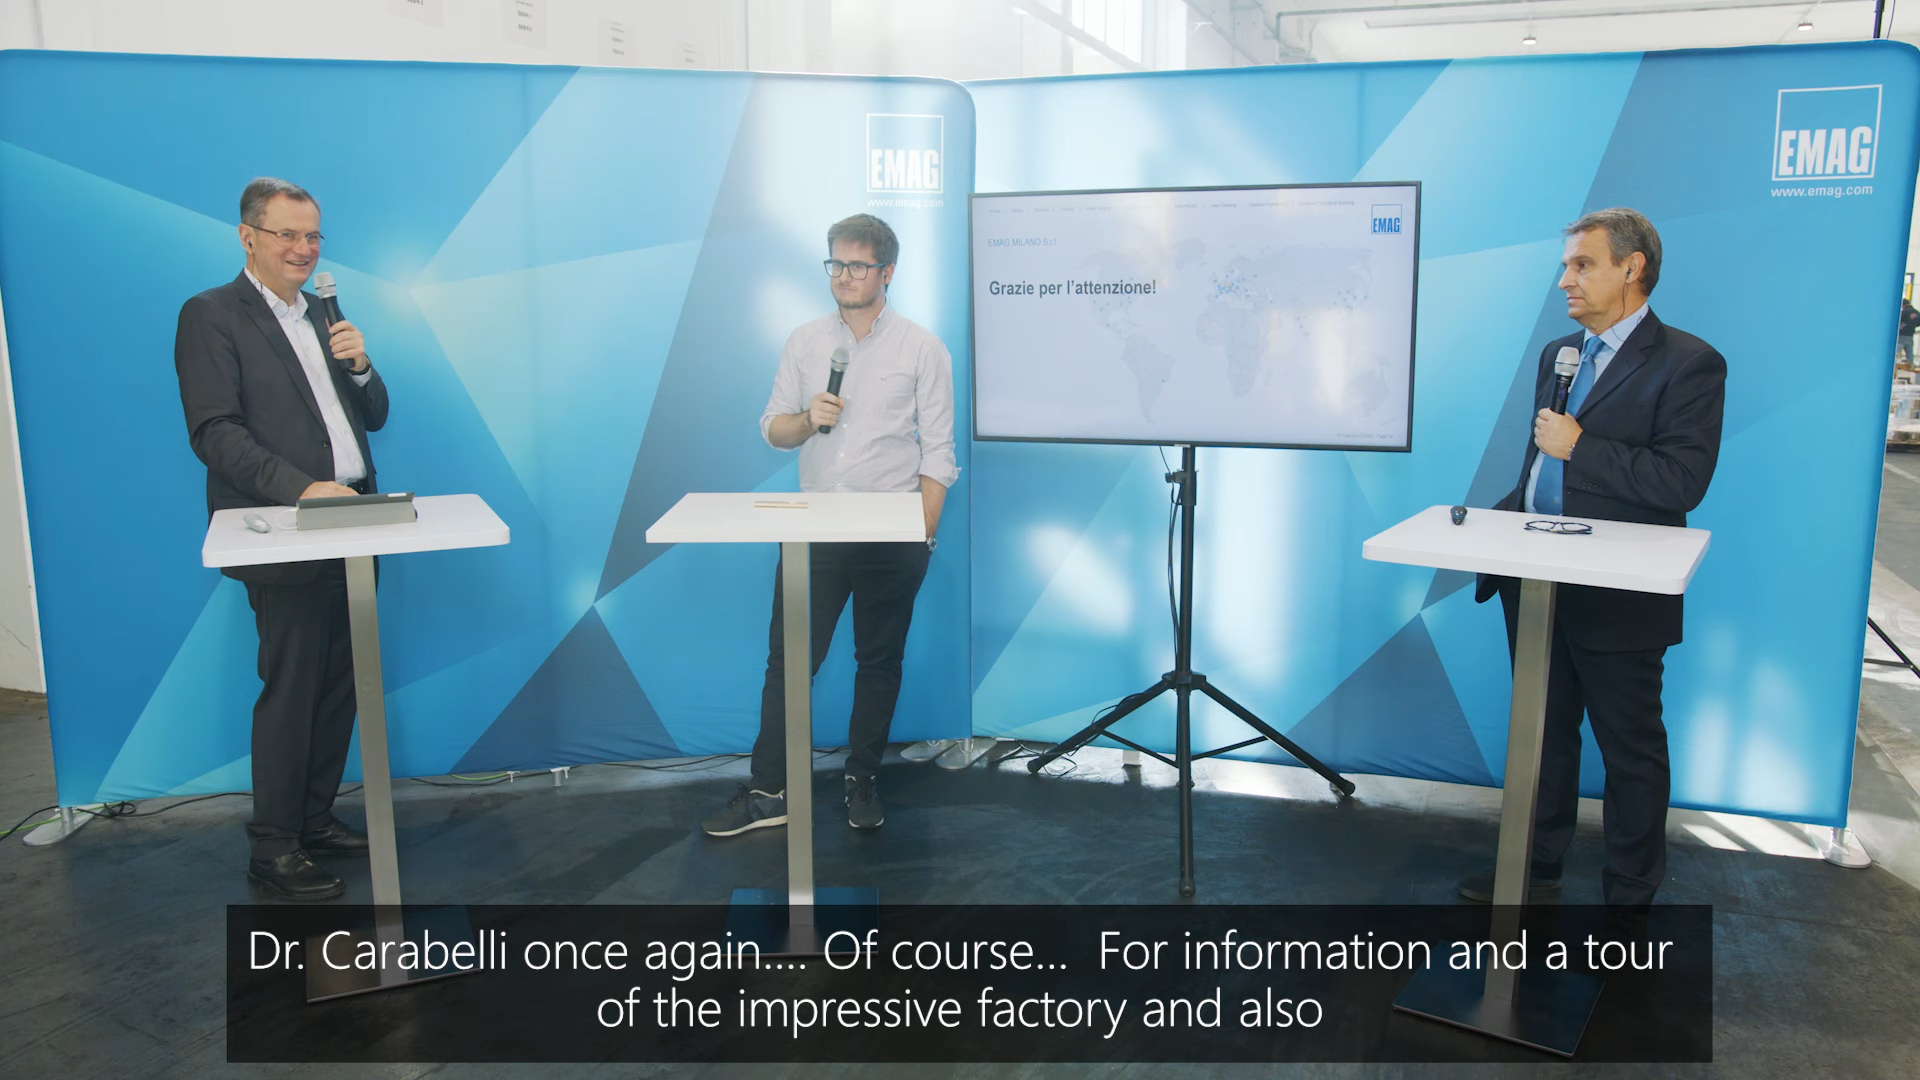 EMAG
www.emag.com
EMAG
www.emag.com
EMAG
EMAG MILANO S.r.l
Grazie per l'attenzione!
Dr. Carabelli once again.... Of course... For information and a tour
of the impressive factory and also